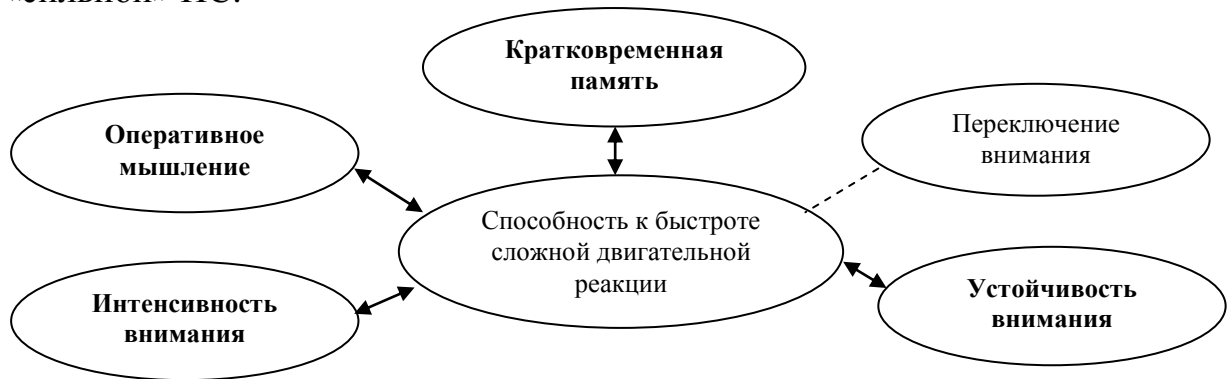 Кратковременная
память
Оперативное
мышление
Переключение
внимания
Способность к быстроте
сложной двигательной
реакции
Интенсивность
внимания
Устойчивость
внимания